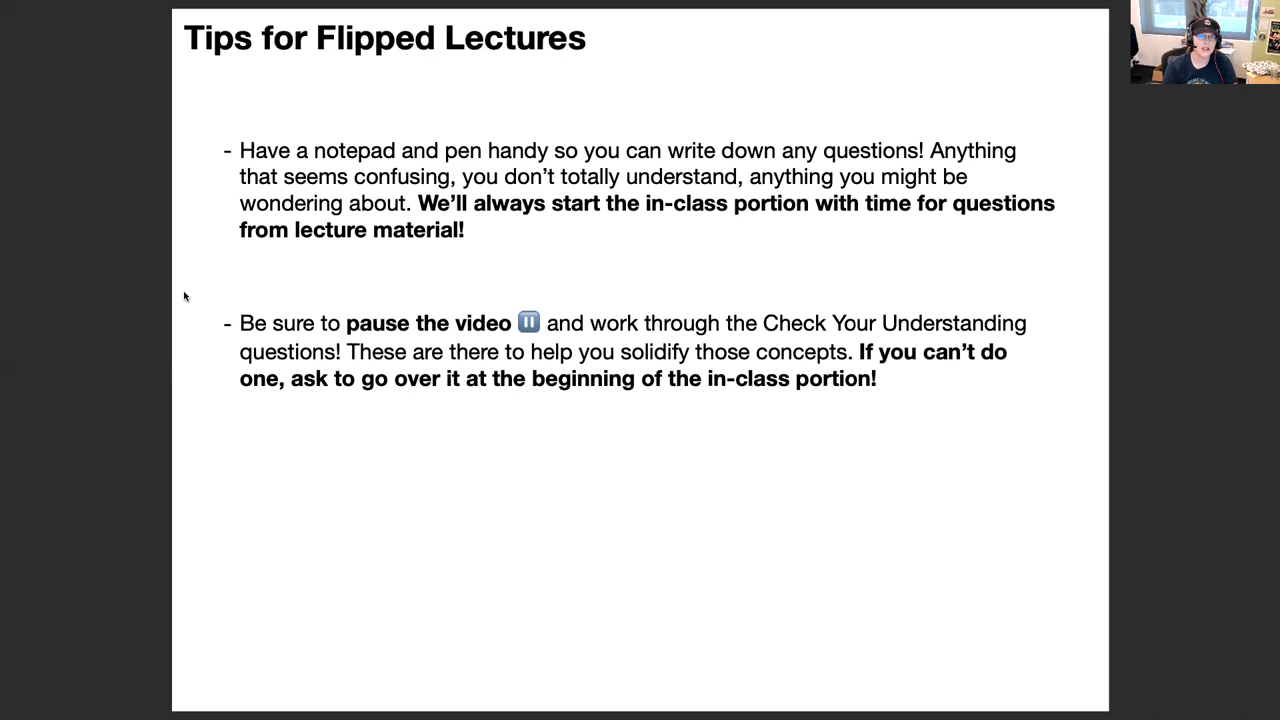 Tips for Flipped Lectures
- Have a notepad and pen handy so you can write down any questions! Anything
that seems confusing, you don’t totally understand, anything you might be
wondering about. We’ll always start the in-class portion with time for questions
from lecture material!
- Be sure to pause the video ⏸️ and work through the Check Your Understanding
questions! These are there to help you solidify those concepts. If you can’t do
one, ask to go over it at the beginning of the in-class portion!